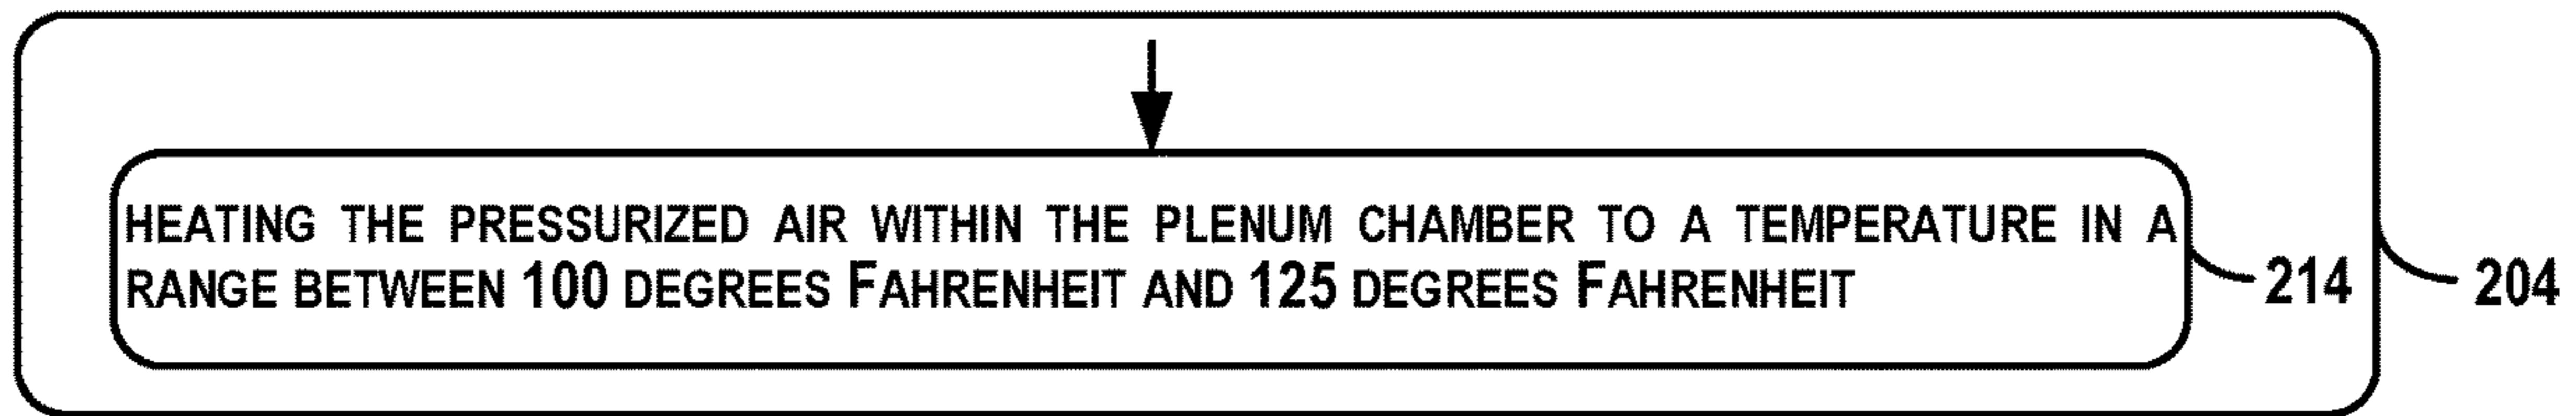 HEATING THE PRESSURIZED AIR WITHIN THE PLENUM CHAMBER TO A TEMPERATURE IN A
RANGE BETWEEN 100 DEGREES FAHRENHEIT AND 125 DEGREES FAHRENHEIT
214
204